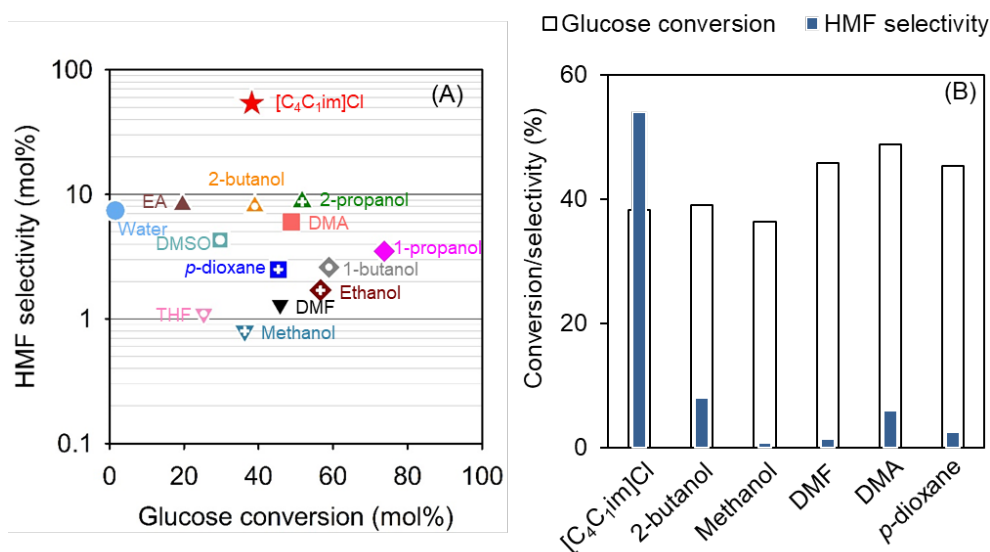 Glucose conversion HMF selectivity
(A)
HMF selectivity (mol%)
100
10
1
0.1
[C₄C₁im]Cl
2-butanol
EA
2-propanol
Water
DMA
DMSO
1-propanol
p-dioxane
1-butanol
Ethanol
THF
DMF
Methanol
0 20 40 60 80 100
Glucose conversion (mol%)
(B)
Conversion/selectivity (%)
60
40
20
0
[C₄C₁im]Cl
2-butanol
Methanol
DMF
DMA
p-dioxane